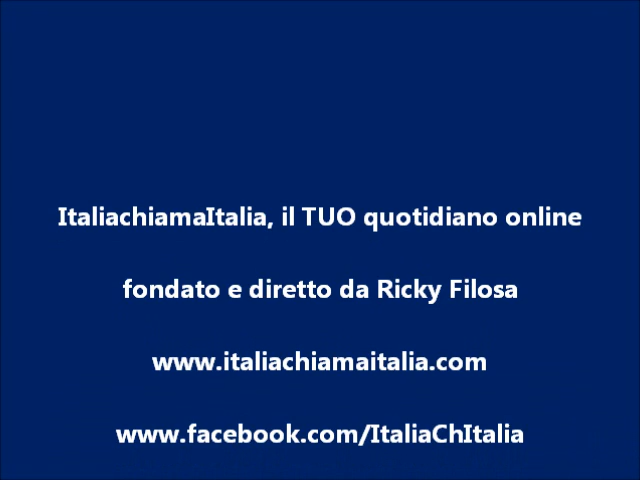 ItaliachiamaItalia, il TUO quotidiano online
fondato e diretto da Ricky Filosa
www.italiachiamaitalia.com
www.facebook.com/ItaliaChItalia